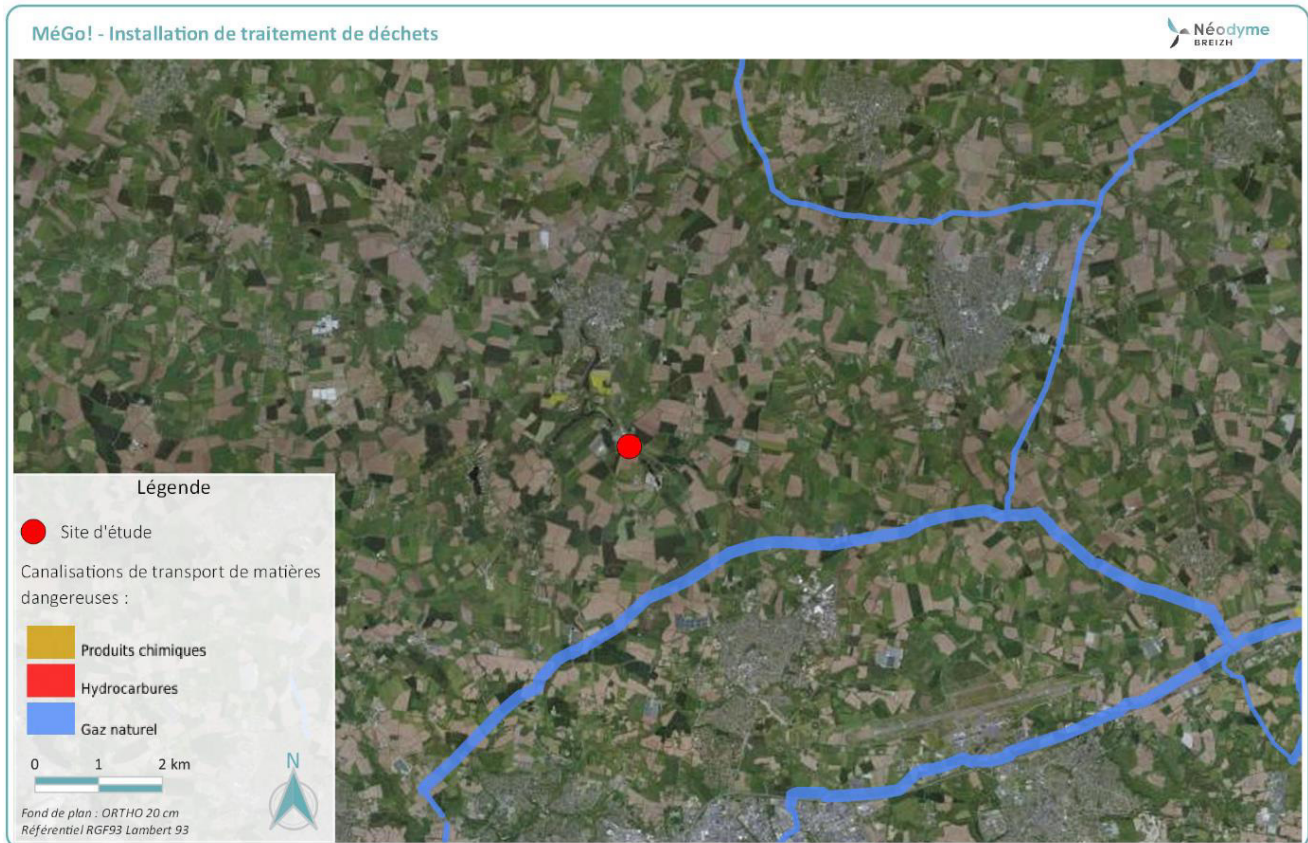 MéGo! - Installation de traitement de déchets
Néodyme
BREIZH
Légende
Site d'étude
Canalisations de transport de matières
dangereuses :
Produits chimiques
Hydrocarbures
Gaz naturel
0 1 2 km
N
Fond de plan : ORTHO 20 cm
Référentiel RGF93 Lambert 93